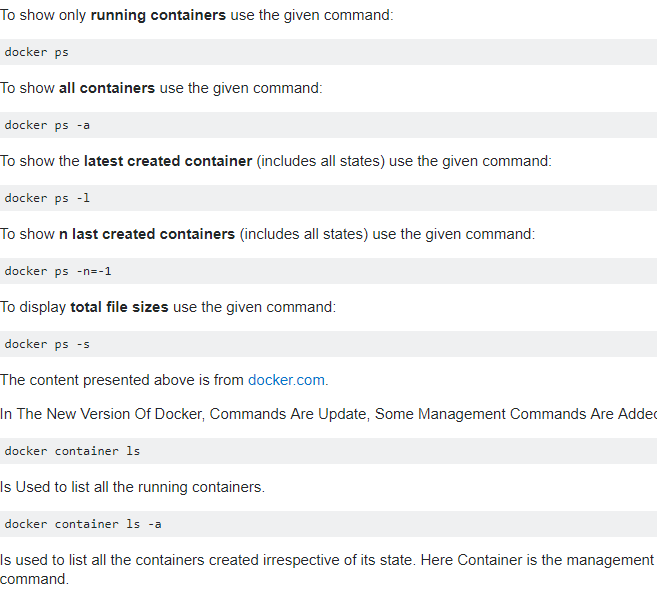 To show only running containers use the given command:
docker ps
To show all containers use the given command:
docker ps -a
To show the latest created container (includes all states) use the given command:
docker ps -l
To show n last created containers (includes all states) use the given command:
docker ps -n=-1
To display total file sizes use the given command:
docker ps -s
The content presented above is from docker.com.
In The New Version Of Docker, Commands Are Update, Some Management Commands Are Added
docker container ls
Is Used to list all the running containers.
docker container ls -a
Is used to list all the containers created irrespective of its state. Here Container is the management
command.